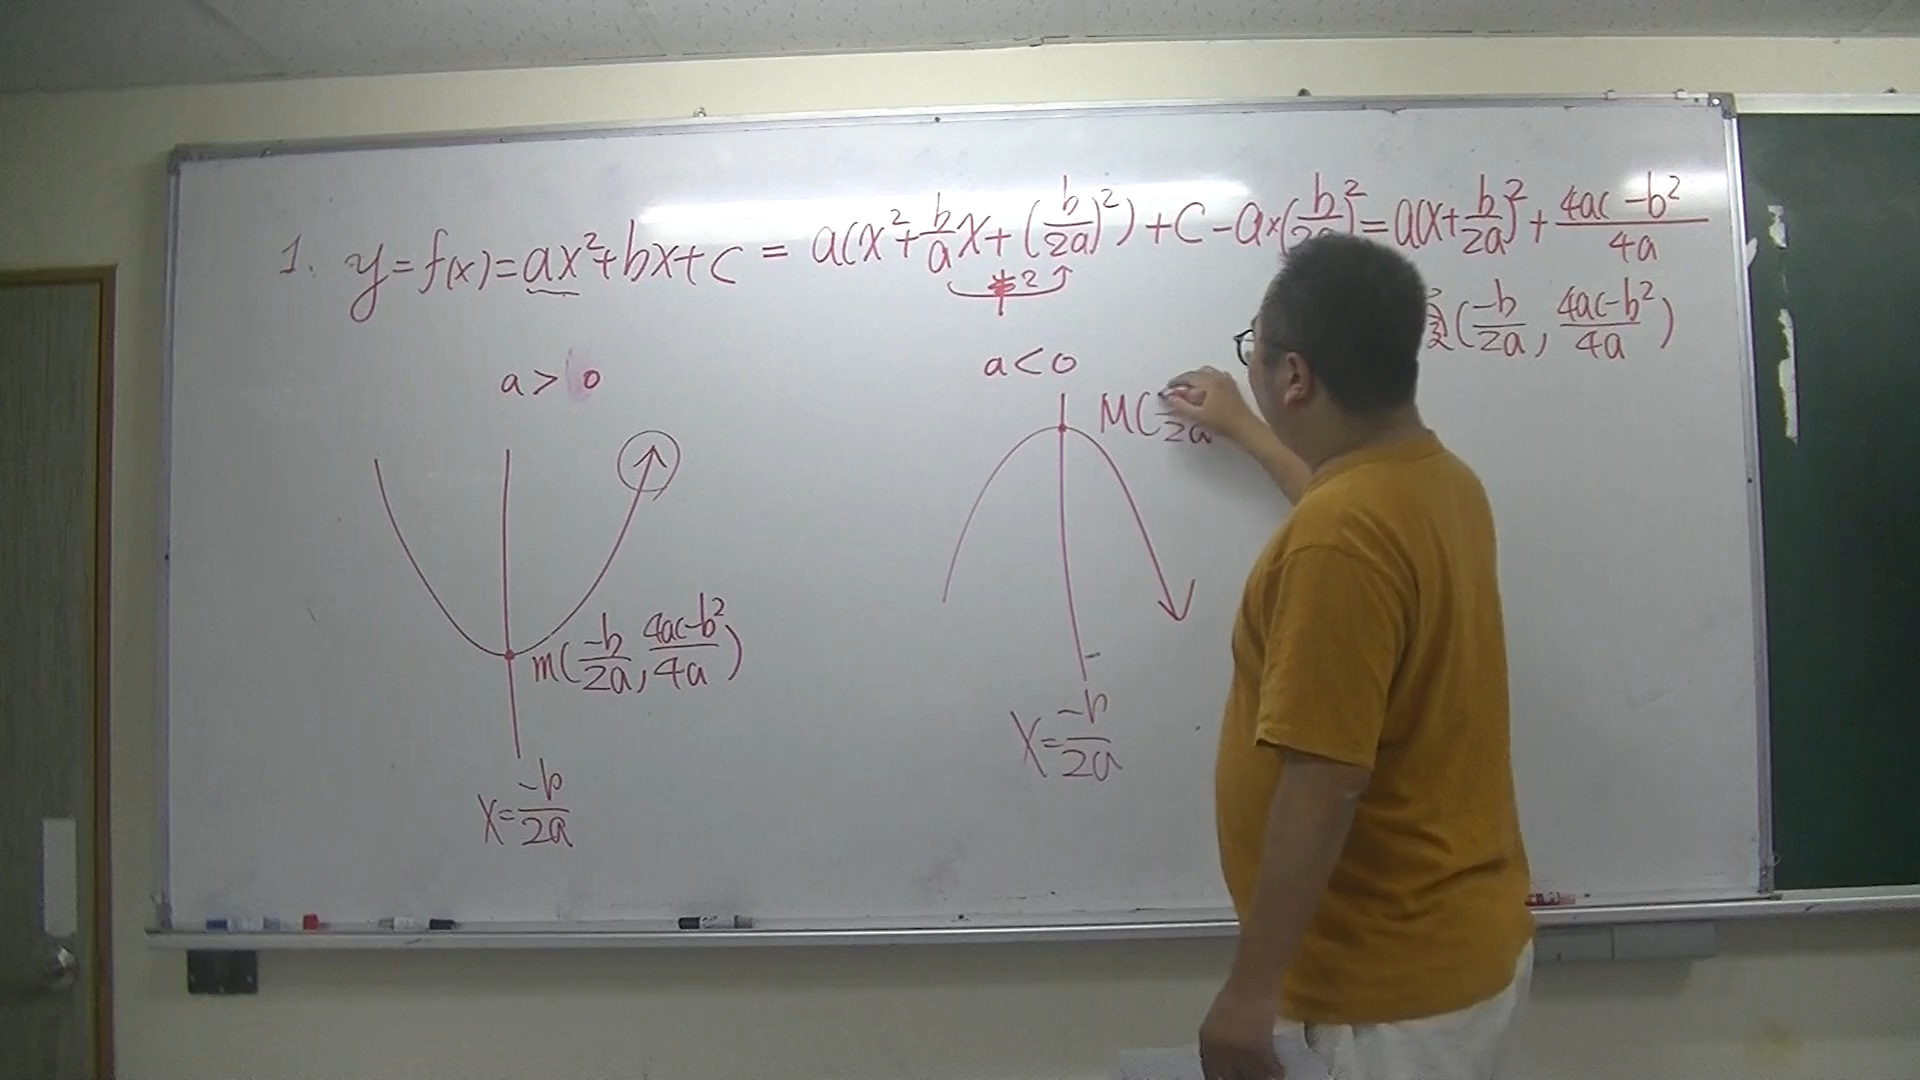 1. y=f(x)=ax²+bx+c = a(x²+b/a x+(b/2a)²)+c-a×(b/2a)²=a(x+b/2a)²+(4ac-b²)/4a
÷2
(-b/2a, (4ac-b²)/4a)
a>0
a<0
M(
2a
m(-b/2a, (4ac-b²)/4a)
x=-b/2a
x=-b/2a